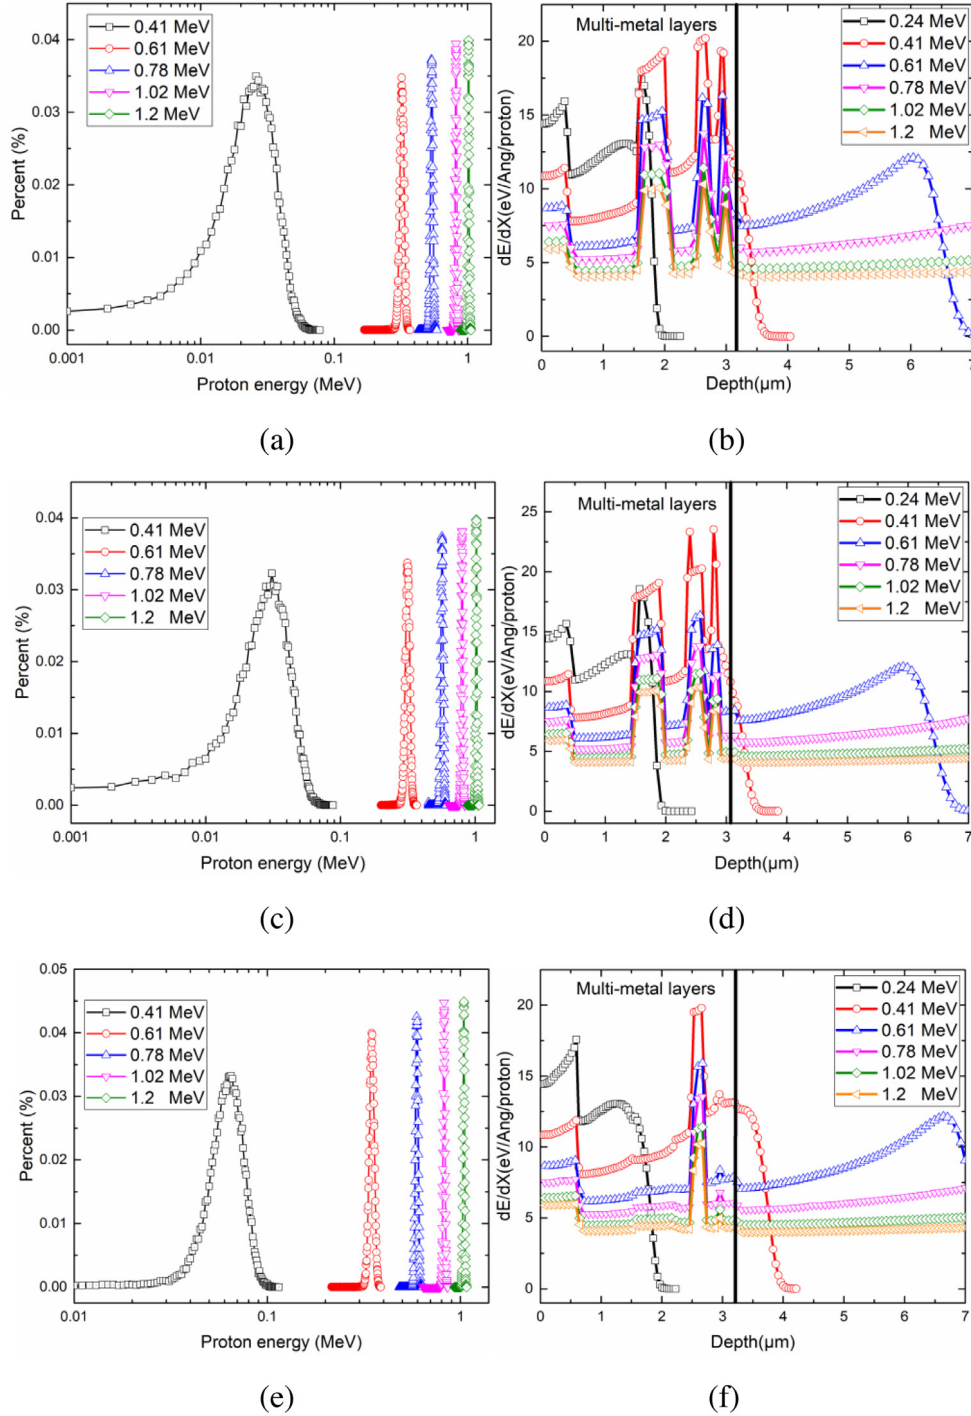 0.41 MeV
0.61 MeV
0.78 MeV
1.02 MeV
1.2 MeV
Percent (%)
0.04
0.03
0.02
0.01
0.00
0.001
0.01
0.1
1
Proton energy (MeV)
(a)
Multi-metal layers
0.24 MeV
0.41 MeV
0.61 MeV
0.78 MeV
1.02 MeV
1.2 MeV
dE/dX(eV/Ang/proton)
20
15
10
5
0
0
1
2
3
4
5
6
7
Depth(μm)
(b)
0.41 MeV
0.61 MeV
0.78 MeV
1.02 MeV
1.2 MeV
Percent (%)
0.04
0.03
0.02
0.01
0.00
0.001
0.01
0.1
1
Proton energy (MeV)
(c)
Multi-metal layers
0.24 MeV
0.41 MeV
0.61 MeV
0.78 MeV
1.02 MeV
1.2 MeV
dE/dX(eV/Ang/proton)
25
20
15
10
5
0
0
1
2
3
4
5
6
7
Depth(μm)
(d)
0.41 MeV
0.61 MeV
0.78 MeV
1.02 MeV
1.2 MeV
Percent (%)
0.05
0.04
0.03
0.02
0.01
0.00
0.01
0.1
1
Proton energy (MeV)
(e)
Multi-metal layers
0.24 MeV
0.41 MeV
0.61 MeV
0.78 MeV
1.02 MeV
1.2 MeV
dE/dX(eV/Ang/proton)
20
15
10
5
0
0
1
2
3
4
5
6
7
Depth(μm)
(f)